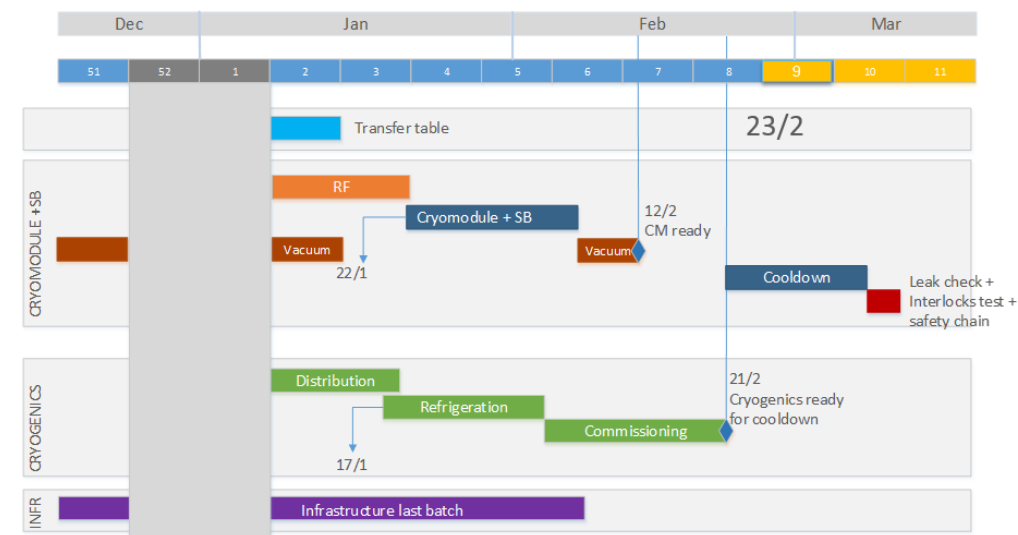 Dec Jan Feb Mar
51 52 1 2 3 4 5 6 7 8 9 10 11
Transfer table 23/2
CRYOMODULE +SB
RF
Cryomodule + SB
12/2
CM ready
Vacuum Vacuum
22/1
Cooldown
Leak check +
Interlocks test +
safety chain
CRYOGENICS
Distribution
21/2
Refrigeration
Cryogenics ready
for cooldown
Commissioning
17/1
INFR
Infrastructure last batch